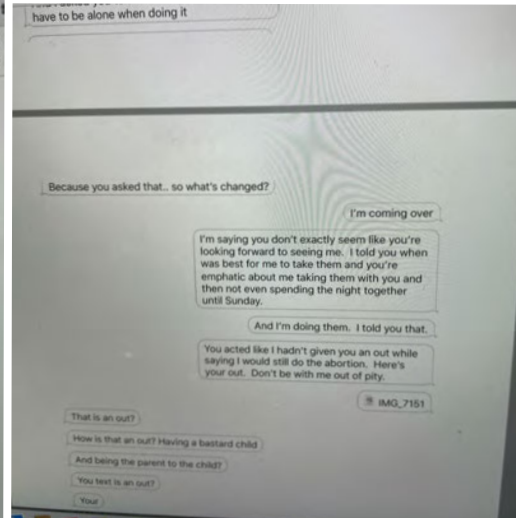 have to be alone when doing it
Because you asked that.. so what's changed?
I'm coming over
I'm saying you don't exactly seem like you're
looking forward to seeing me. I told you when
was best for me to take them and you're
emphatic about me taking them with you and
then not even spending the night together
until Sunday.
And I'm doing them. I told you that.
You acted like I hadn't given you an out while
saying I would still do the abortion. Here's
your out. Don't be with me out of pity.
IMG_7151
That is an out?
How is that an out? Having a bastard child
And being the parent to the child?
You text is an out?
Your